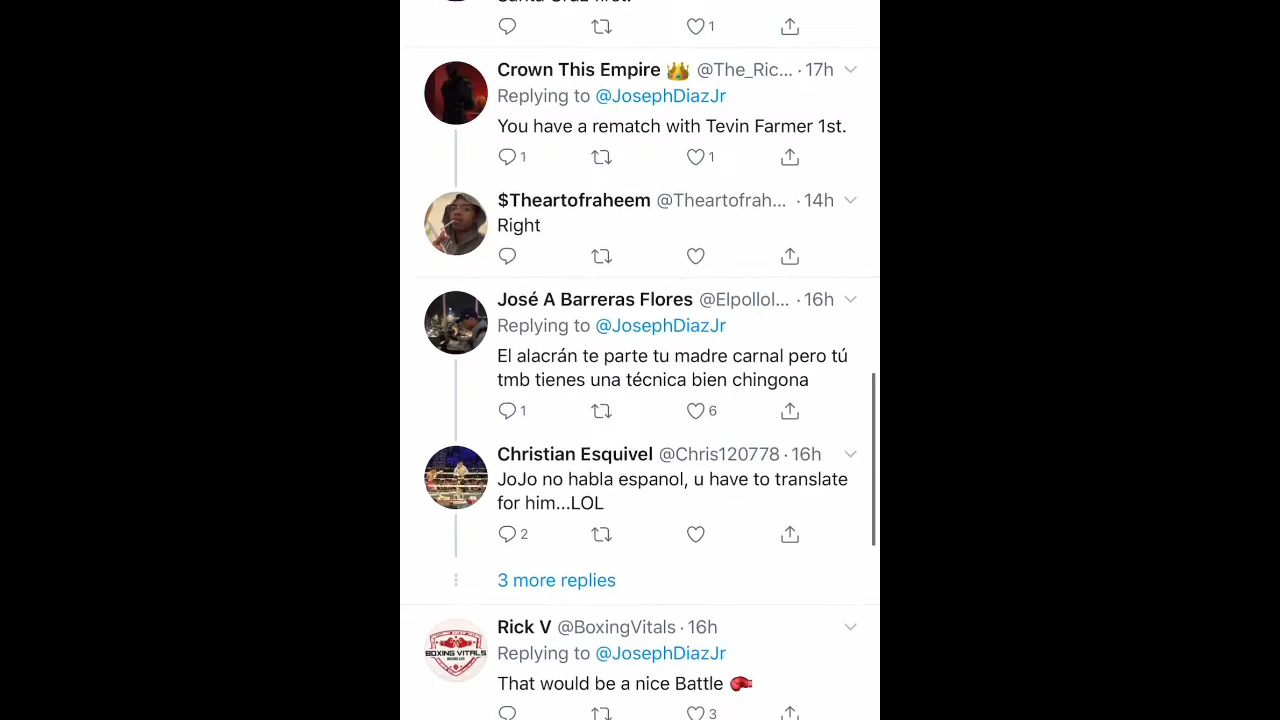 1
Crown This Empire 👑 @The_Ric... · 17h
Replying to @JosephDiazJr
You have a rematch with Tevin Farmer 1st.
1 1
$Theartofraheem @Theartofrah... · 14h
Right
José A Barreras Flores @Elpollol... · 16h
Replying to @JosephDiazJr
El alacrán te parte tu madre carnal pero tú
tmb tienes una técnica bien chingona
1 6
Christian Esquivel @Chris120778 · 16h
JoJo no habla espanol, u have to translate
for him...LOL
2
3 more replies
BOXING VITALS
Rick V @BoxingVitals · 16h
Replying to @JosephDiazJr
That would be a nice Battle 🥊
3